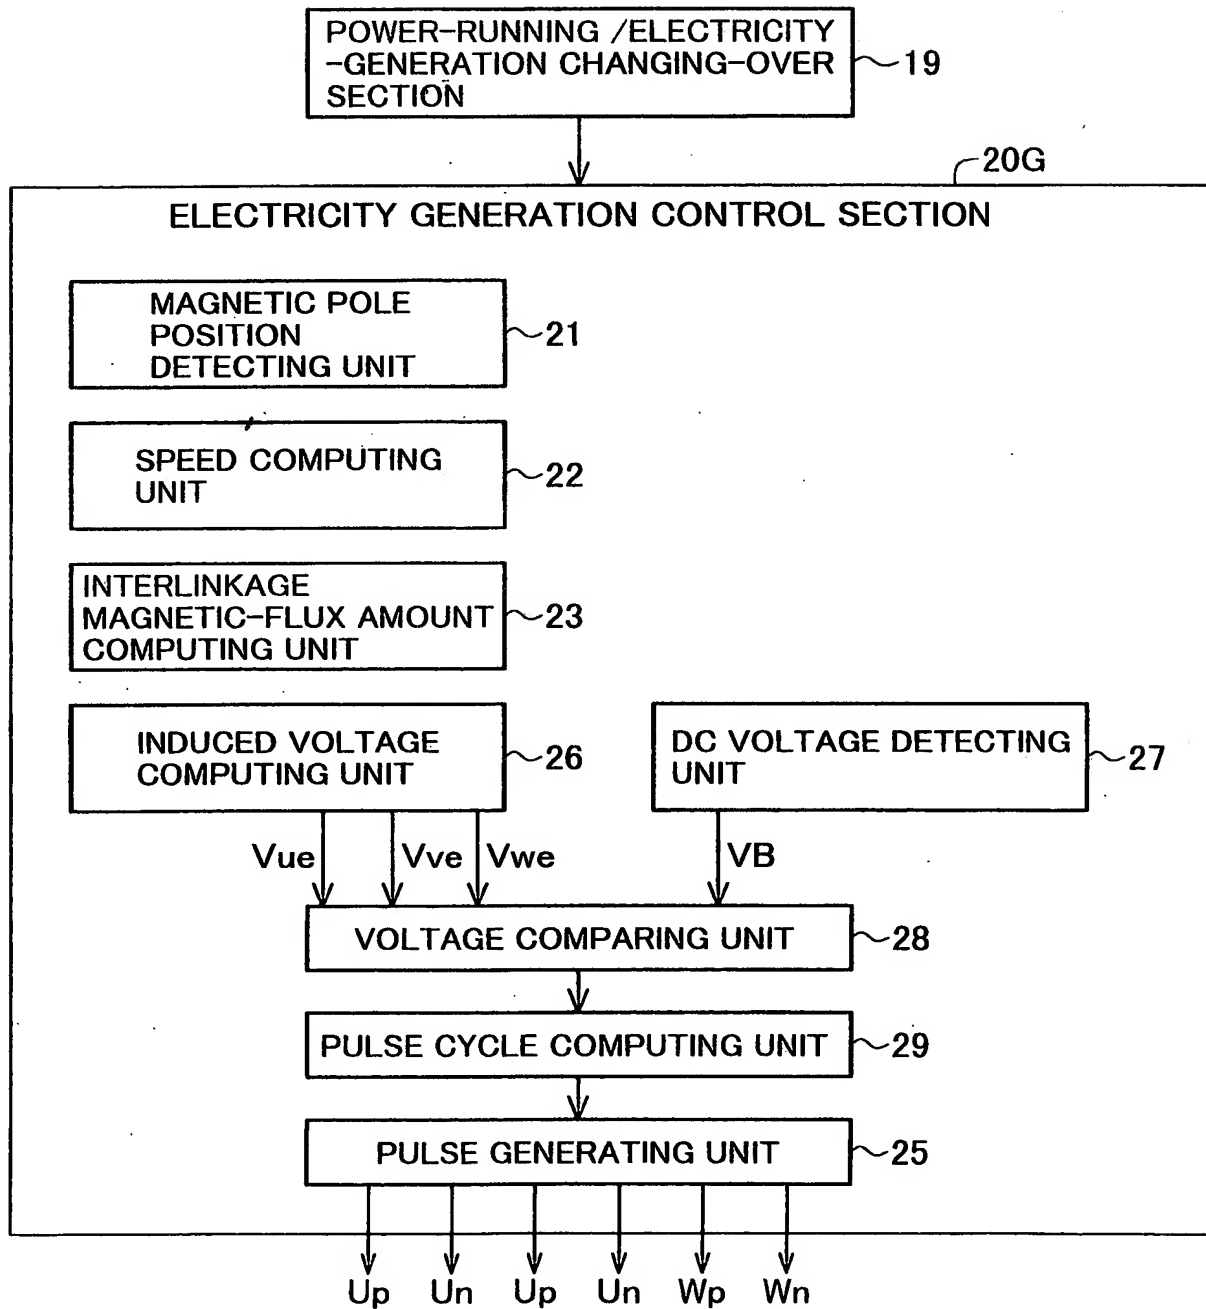 POWER-RUNNING /ELECTRICITY
-GENERATION CHANGING-OVER
SECTION
19
20G
ELECTRICITY GENERATION CONTROL SECTION
MAGNETIC POLE
POSITION
DETECTING UNIT
21
SPEED COMPUTING
UNIT
22
INTERLINKAGE
MAGNETIC-FLUX AMOUNT
COMPUTING UNIT
23
INDUCED VOLTAGE
COMPUTING UNIT
26
DC VOLTAGE DETECTING
UNIT
27
Vue Vve Vwe VB
VOLTAGE COMPARING UNIT
28
PULSE CYCLE COMPUTING UNIT
29
PULSE GENERATING UNIT
25
Up Un Up Un Wp Wn